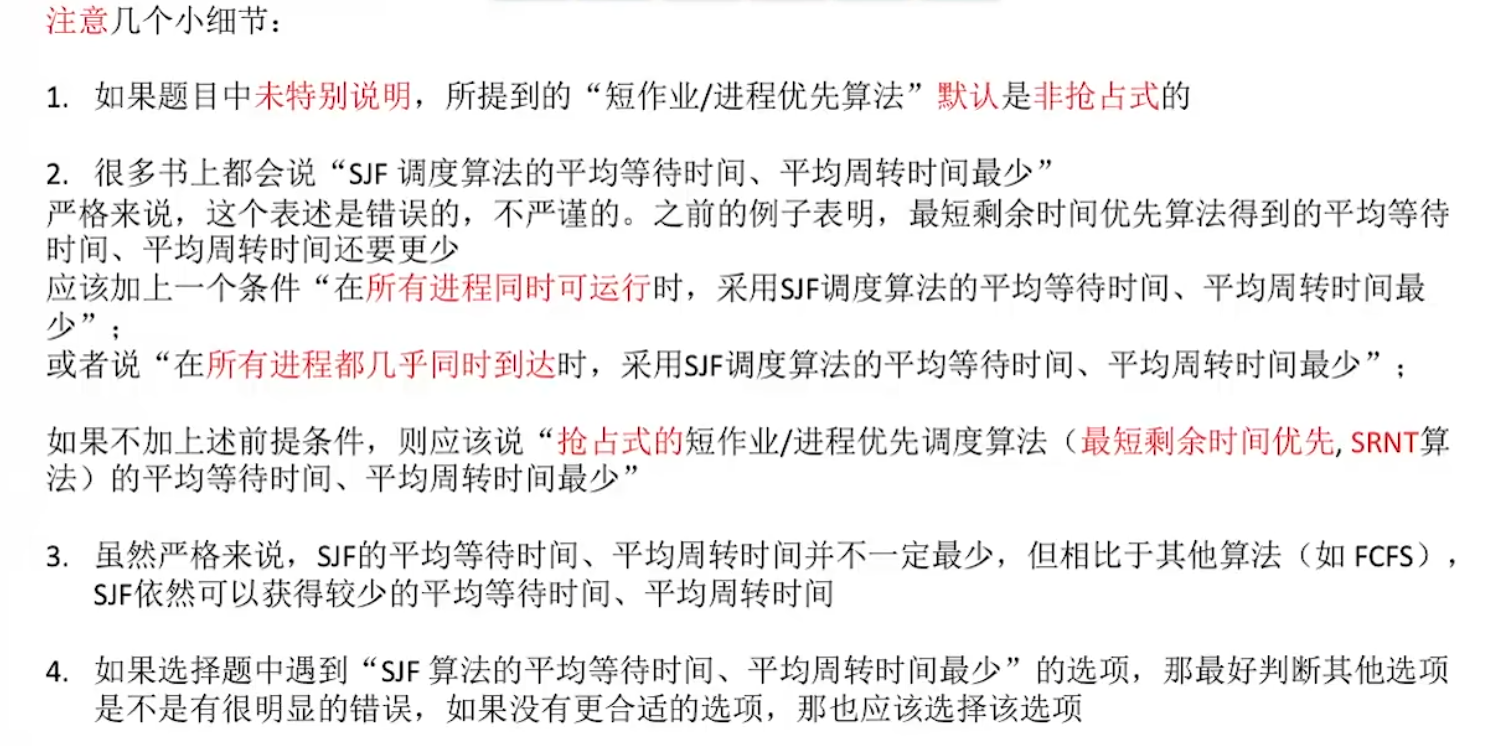 注意几个小细节：
1. 如果题目中未特别说明，所提到的“短作业/进程优先算法”默认是非抢占式的
2. 很多书上都会说“SJF 调度算法的平均等待时间、平均周转时间最少”
严格来说，这个表述是错误的，不严谨的。之前的例子表明，最短剩余时间优先算法得到的平均等待
时间、平均周转时间还要更少
应该加上一个条件“在所有进程同时可运行时，采用SJF调度算法的平均等待时间、平均周转时间最
少”；
或者说“在所有进程都几乎同时到达时，采用SJF调度算法的平均等待时间、平均周转时间最少”；
如果不加上述前提条件，则应该说“抢占式的短作业/进程优先调度算法（最短剩余时间优先, SRNT算
法）的平均等待时间、平均周转时间最少”
3. 虽然严格来说，SJF的平均等待时间、平均周转时间并不一定最少，但相比于其他算法（如 FCFS），
SJF依然可以获得较少的平均等待时间、平均周转时间
4. 如果选择题中遇到“SJF 算法的平均等待时间、平均周转时间最少”的选项，那最好判断其他选项
是不是有很明显的错误，如果没有更合适的选项，那也应该选择该选项